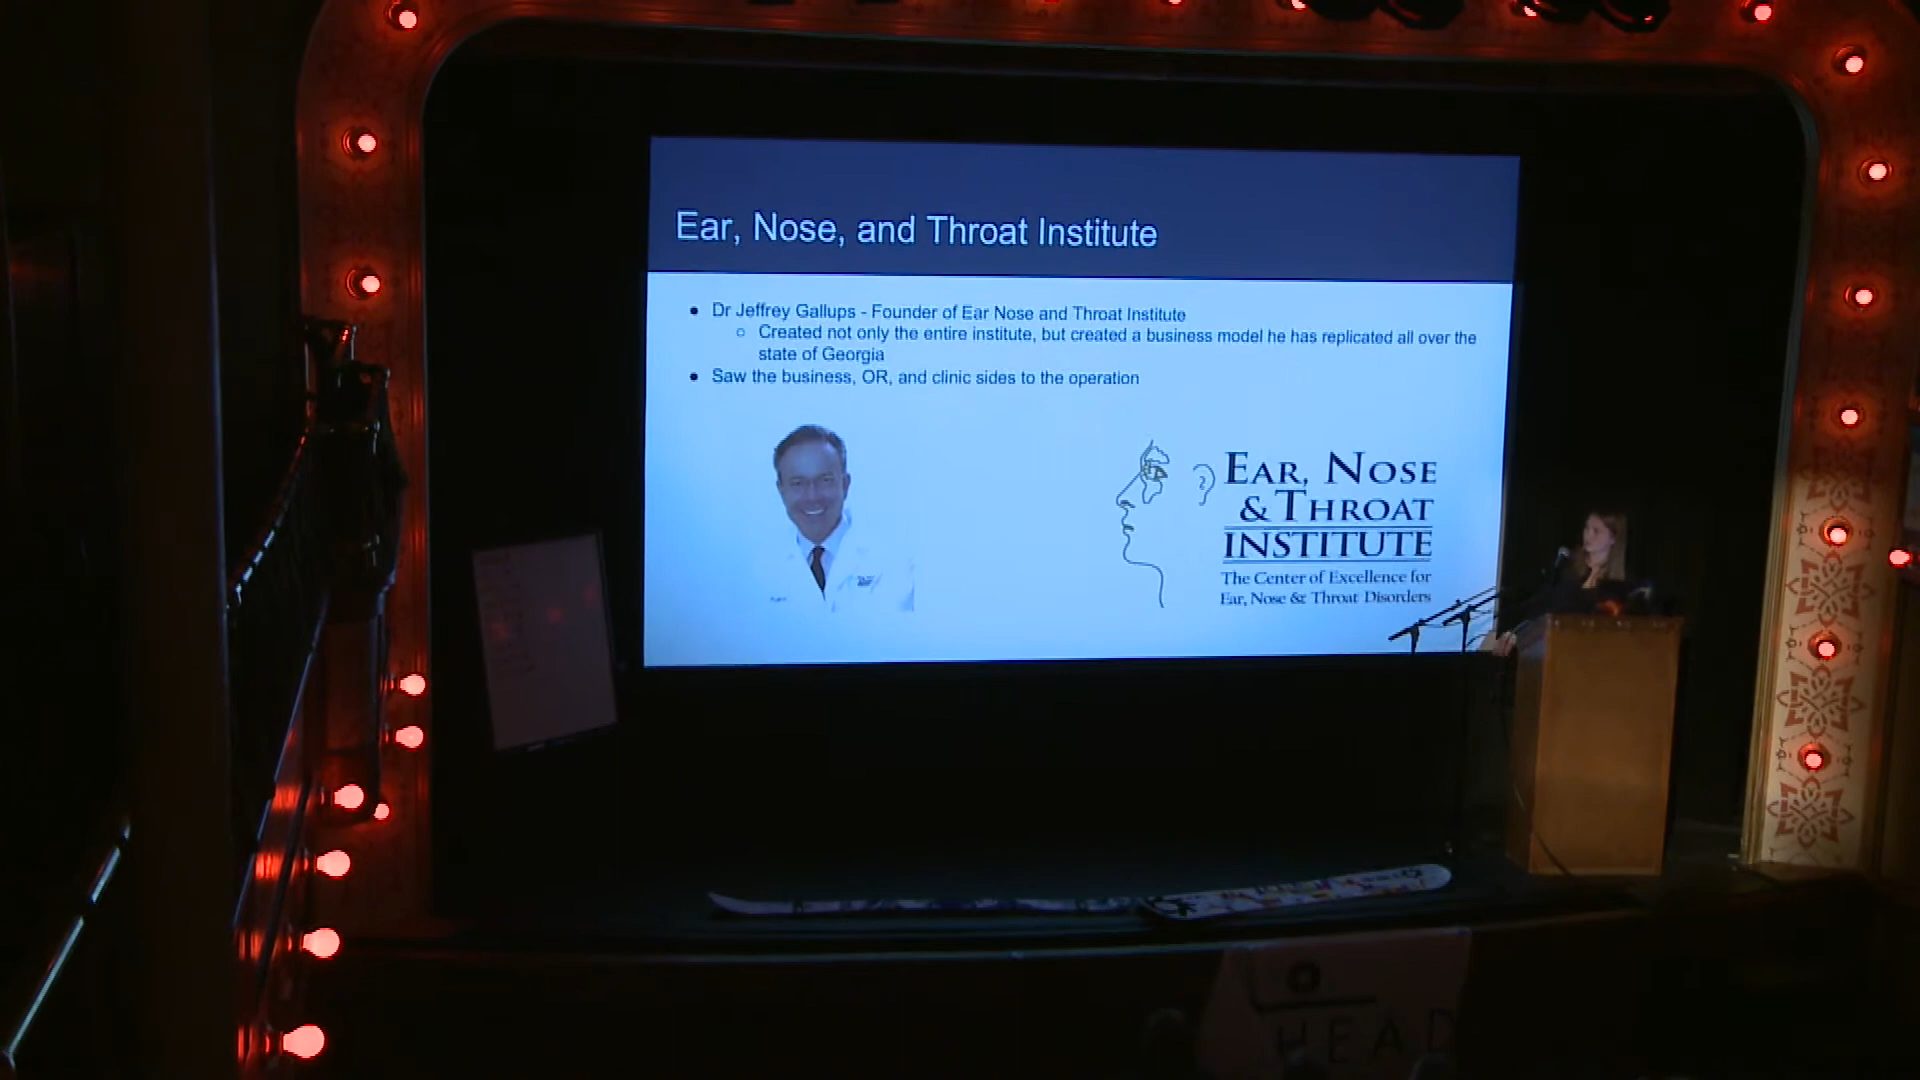 Ear, Nose, and Throat Institute
● Dr Jeffrey Gallups - Founder of Ear Nose and Throat Institute
○ Created not only the entire institute, but created a business model he has replicated all over the
state of Georgia
● Saw the business, OR, and clinic sides to the operation
EAR, NOSE
& THROAT
INSTITUTE
The Center of Excellence for
Ear, Nose & Throat Disorders
HEAD